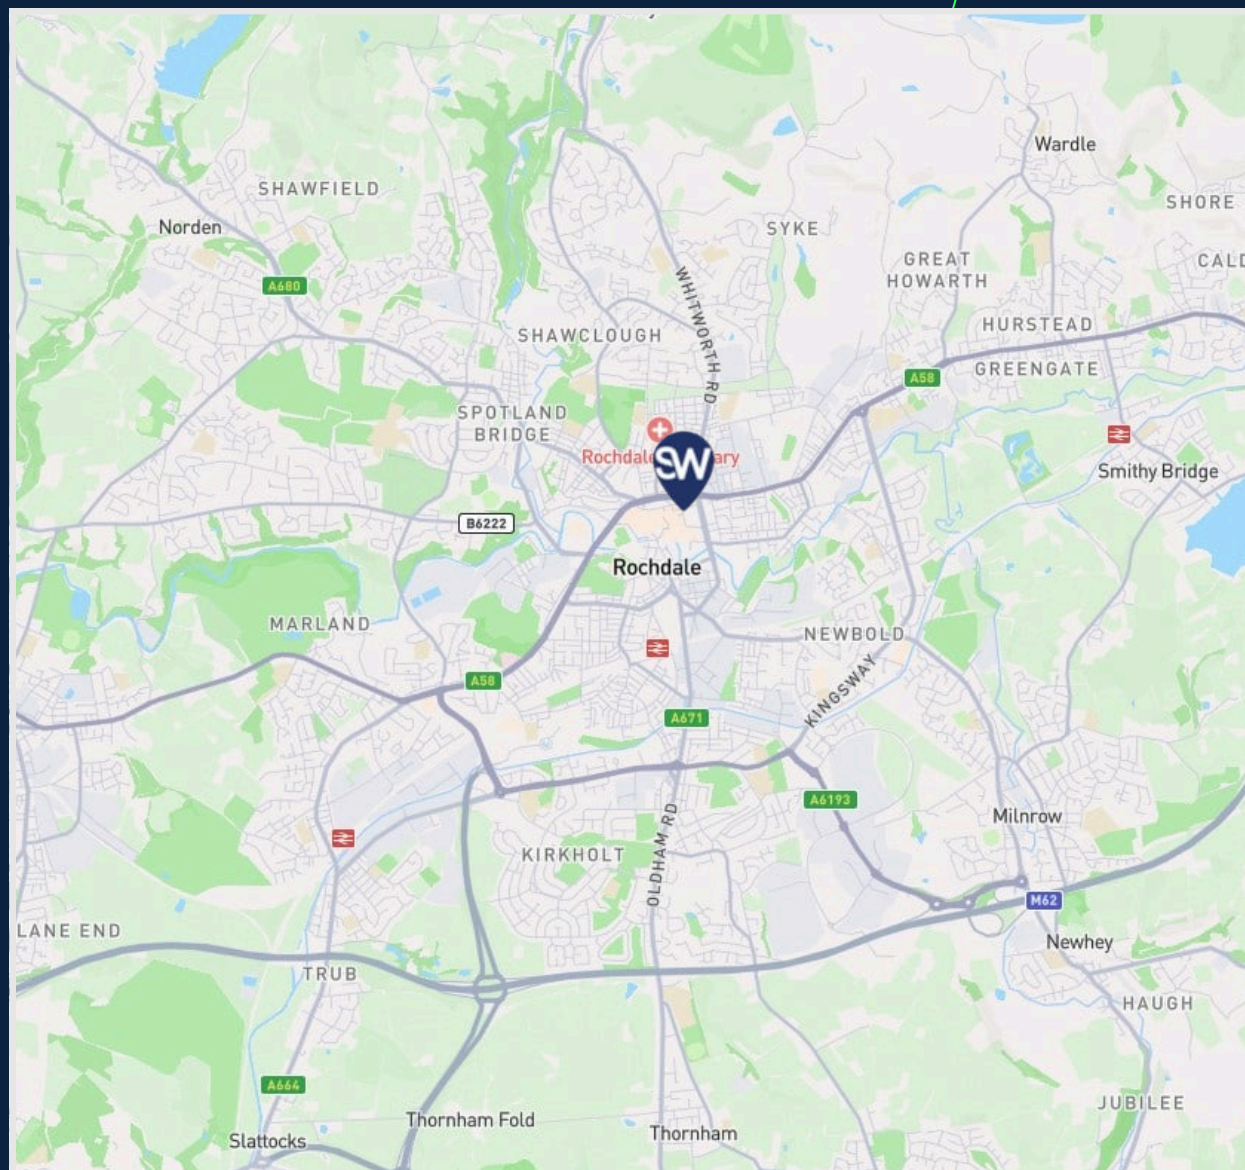 Wardle
SHAWFIELD
SHORE
Norden
SYKE
GREAT
HOWARTH
A680
WHITWORTH RD
HURSTEAD
SHAWCLOUGH
GREENGATE
A58
SPOTLAND
BRIDGE
Rochdale
SW
Smithy Bridge
B6222
Rochdale
MARLAND
NEWBOLD
A58
KINGSWAY
A671
A6193
Milnrow
OLDHAM RD
KIRKHOLT
M62
LANE END
Newhey
TRUB
HAUGH
A664
JUBILEE
Thornham Fold
Thornham
Slattocks